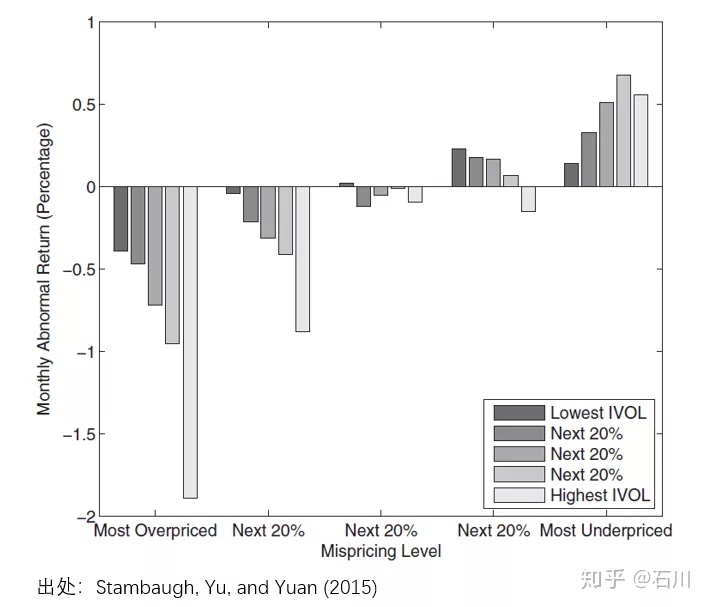 Monthly Abnormal Return (Percentage)
1
0.5
0
−0.5
−1
−1.5
−2
Lowest IVOL
Next 20%
Next 20%
Next 20%
Highest IVOL
Most Overpriced Next 20% Next 20% Next 20% Most Underpriced
Mispricing Level
知乎 @石川
出处：Stambaugh, Yu, and Yuan (2015)